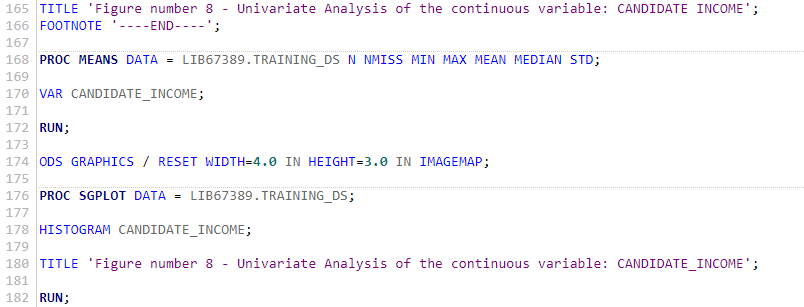 165 TITLE 'Figure number 8 - Univariate Analysis of the continuous variable: CANDIDATE INCOME';
166 FOOTNOTE '----END----';
167
168 PROC MEANS DATA = LIB67389.TRAINING_DS N NMISS MIN MAX MEAN MEDIAN STD;
169
170 VAR CANDIDATE_INCOME;
171
172 RUN;
173
174 ODS GRAPHICS / RESET WIDTH=4.0 IN HEIGHT=3.0 IN IMAGEMAP;
175
176 PROC SGPLOT DATA = LIB67389.TRAINING_DS;
177
178 HISTOGRAM CANDIDATE_INCOME;
179
180 TITLE 'Figure number 8 - Univariate Analysis of the continuous variable: CANDIDATE_INCOME';
181
182 RUN;